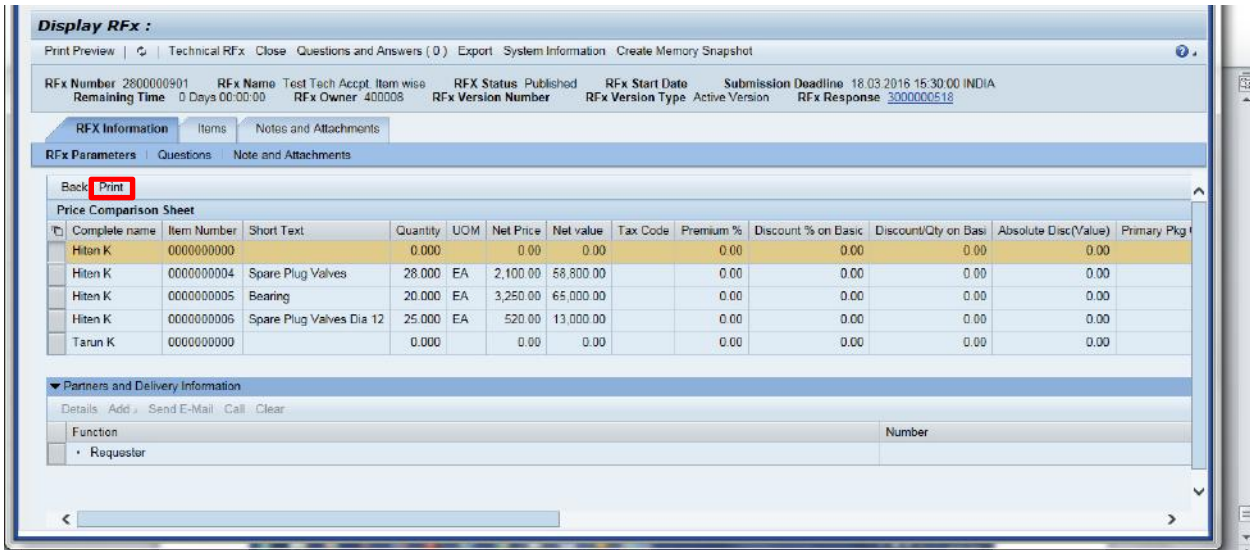 Display RFx :
Print Preview | Technical RFx Close Questions and Answers ( 0 ) Export System Information Create Memory Snapshot
RFx Number 2800000901 RFx Name Test Tech Accpt. Item wise RFX Status Published RFx Start Date Submission Deadline 18.03.2016 15:30:00 INDIA
Remaining Time 0 Days 00:00:00 RFx Owner 400008 RFx Version Number RFx Version Type Active Version RFx Response 3000000518
RFX Information Items Notes and Attachments
RFx Parameters | Questions | Note and Attachments
Back Print
Price Comparison Sheet
Complete name Item Number Short Text Quantity UOM Net Price Net value Tax Code Premium % Discount % on Basic Discount/Qty on Basi Absolute Disc(Value) Primary Pkg
Hiten K 0000000000 0.000 0.00 0.00 0.00 0.00 0.00 0.00
Hiten K 0000000004 Spare Plug Valves 28.000 EA 2,100.00 58,800.00 0.00 0.00 0.00 0.00
Hiten K 0000000005 Bearing 20.000 EA 3,250.00 65,000.00 0.00 0.00 0.00 0.00
Hiten K 0000000006 Spare Plug Valves Dia 12 25.000 EA 520.00 13,000.00 0.00 0.00 0.00 0.00
Tarun K 0000000000 0.000 0.00 0.00 0.00 0.00 0.00 0.00
Partners and Delivery Information
Details Add Send E-Mail Call Clear
Function Number
• Requester